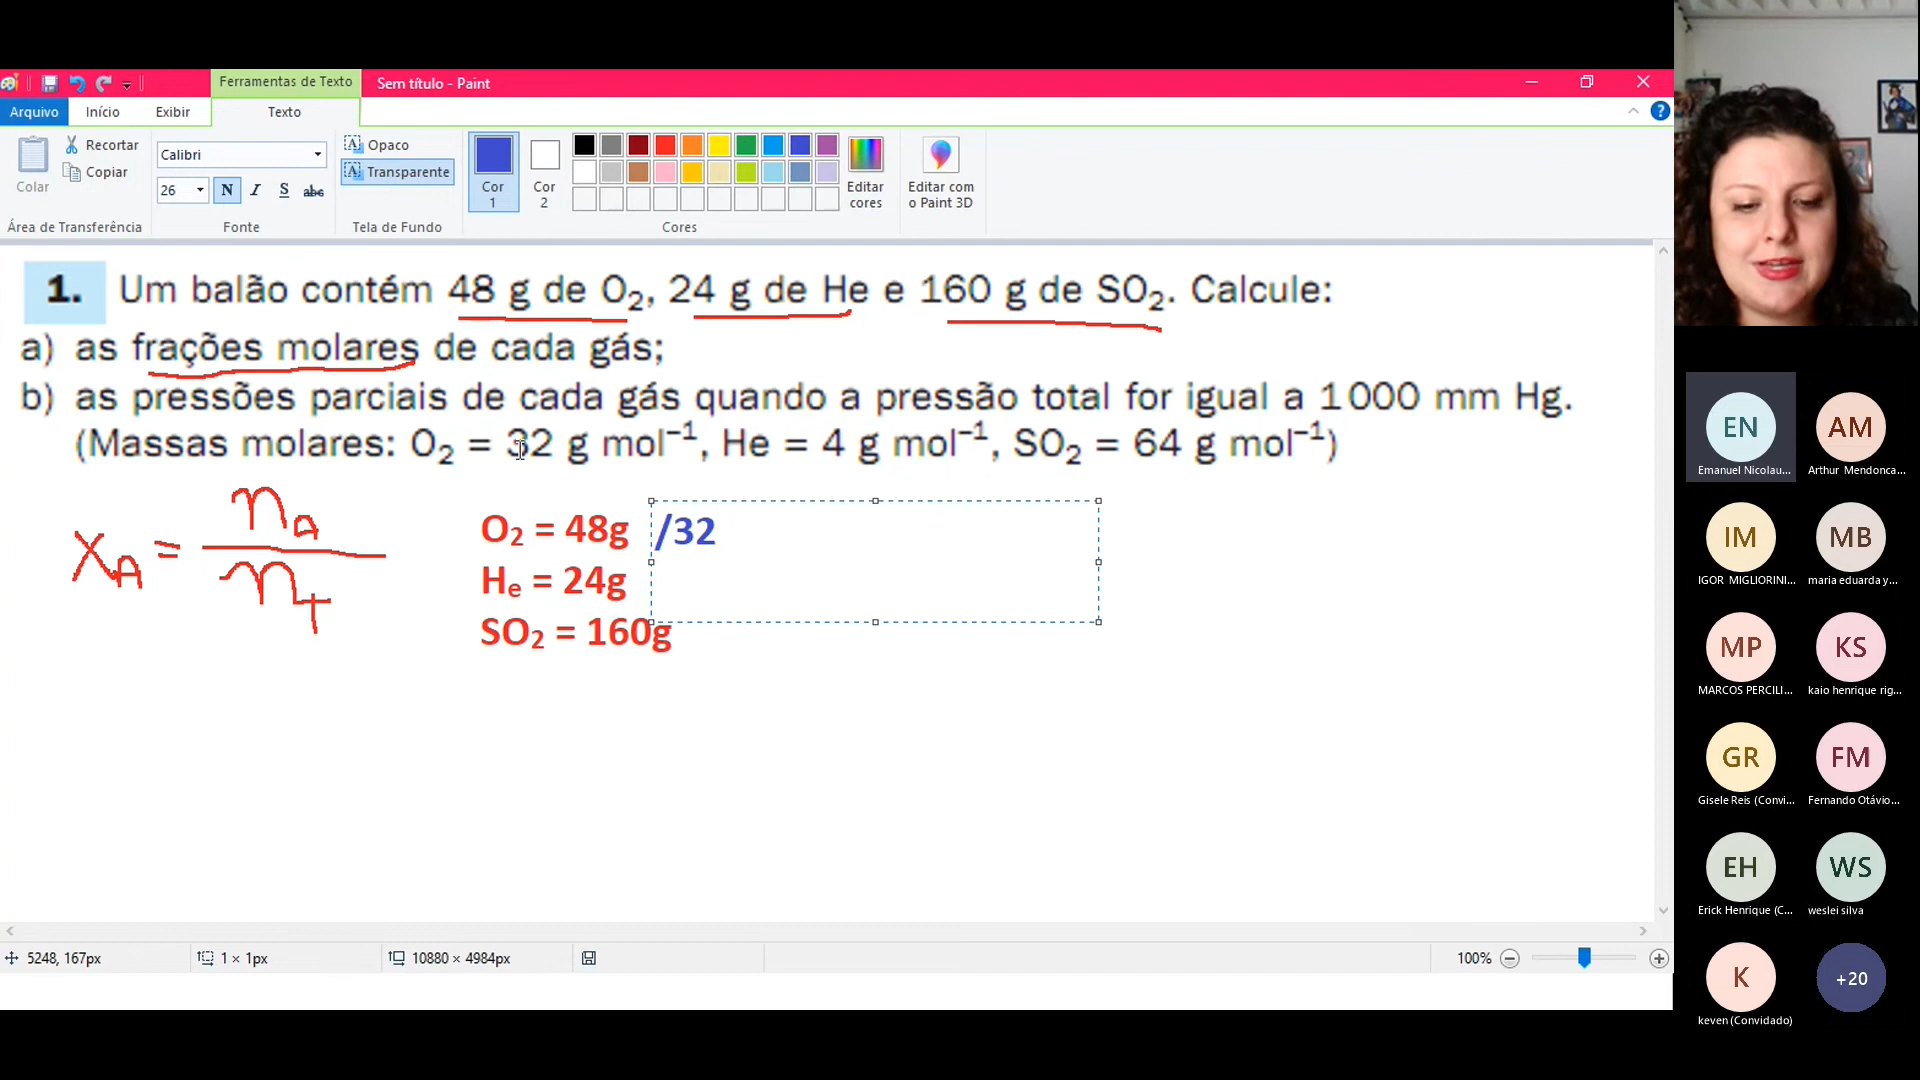 Ferramentas de Texto
Sem título - Paint
Arquivo
Início
Exibir
Texto
Colar
Recortar
Copiar
Área de Transferência
Calibri
26
N
I
S
abc
Fonte
Opaco
Transparente
Tela de Fundo
Cor 1
Cor 2
Cores
Editar cores
Editar com o Paint 3D
1. Um balão contém 48 g de O₂, 24 g de He e 160 g de SO₂. Calcule:
a) as frações molares de cada gás;
b) as pressões parciais de cada gás quando a pressão total for igual a 1000 mm Hg.
(Massas molares: O₂ = 32 g mol⁻¹, He = 4 g mol⁻¹, SO₂ = 64 g mol⁻¹)
XA = na / nT
O₂ = 48g /32
Hₑ = 24g
SO₂ = 160g
5248, 167px
1 × 1px
10880 × 4984px
100%
EN
AM
Emanuel Nicolau...
Arthur Mendonca...
IM
MB
IGOR MIGLIORINI...
maria eduarda y...
MP
KS
MARCOS PERCILI...
kaio henrique rig...
GR
FM
Gisele Reis (Convi...
Fernando Otávio...
EH
WS
Erick Henrique (C...
weslei silva
K
+20
keven (Convidado)